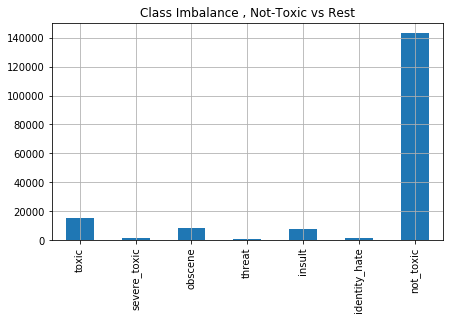 Class Imbalance , Not-Toxic vs Rest
140000
120000
100000
80000
60000
40000
20000
0
toxic
severe_toxic
obscene
threat
insult
identity_hate
not_toxic